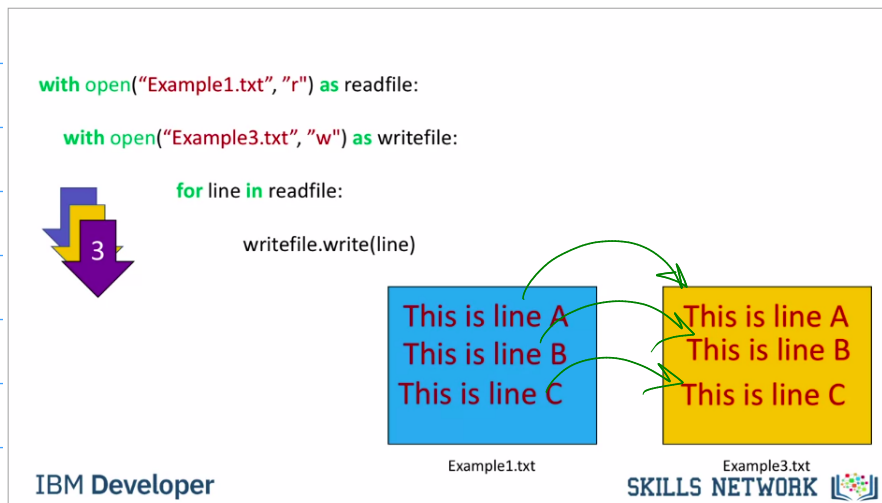 with open(“Example1.txt”, ”r") as readfile:
with open(“Example3.txt”, ”w") as writefile:
for line in readfile:
3
writefile.write(line)
This is line A
This is line B
This is line C
This is line A
This is line B
This is line C
Example1.txt
Example3.txt
IBM Developer
SKILLS NETWORK